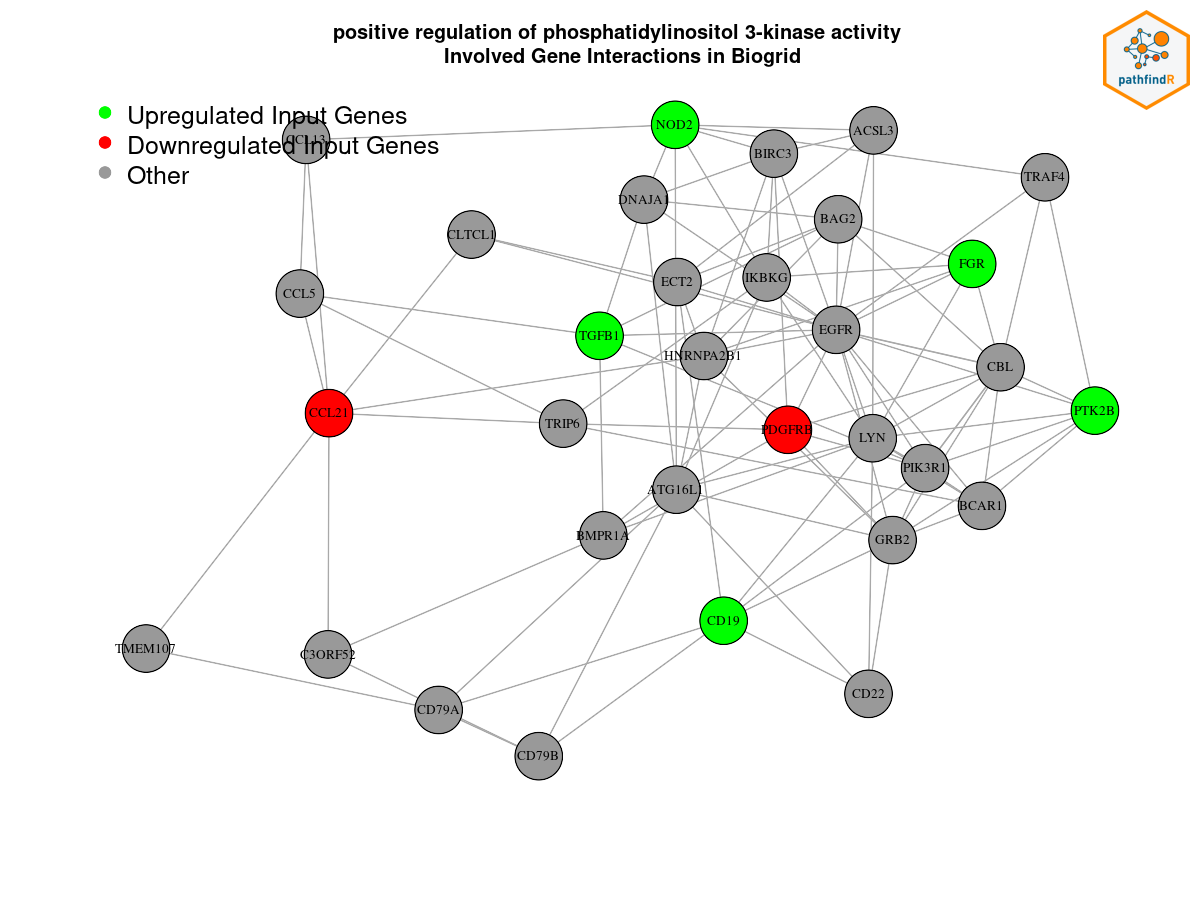 positive regulation of phosphatidylinositol 3-kinase activity
Involved Gene Interactions in Biogrid
pathfindR
Upregulated Input Genes
Downregulated Input Genes
Other
CCL13
NOD2
ACSL3
BIRC3
TRAF4
DNAJA1
BAG2
CLTCL1
FGR
IKBKG
ECT2
CCL5
EGFR
TGFB1
HNRNPA2B1
CBL
CCL21
PTK2B
TRIP6
PDGFRB
LYN
PIK3R1
ATG16L1
BCAR1
BMPR1A
GRB2
CD19
TMEM107
C3ORF52
CD22
CD79A
CD79B